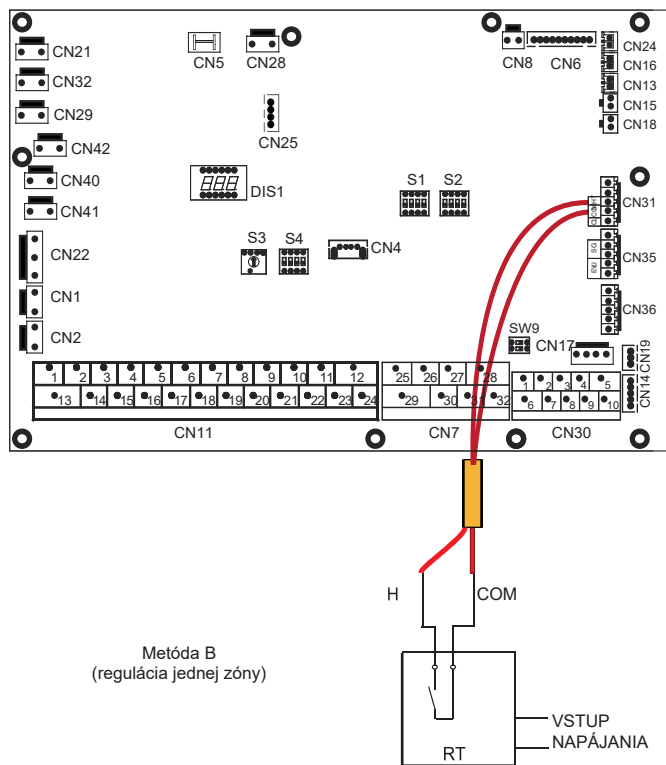 CN21
CN32
CN29
CN42
CN40
CN41
CN22
CN1
CN2
CN5
CN28
CN25
DIS1
S3
S4
CN4
S1
S2
CN8
CN6
CN24
CN16
CN13
CN15
CN18
CN31
SG
EVU
CN35
CN36
SW9
CN17
CN19
CN14
1 2 3 4 5 6 7 8 9 10 11 12
13 14 15 16 17 18 19 20 21 22 23 24
CN11
25 26 27 28
29 30 31 32
CN7
1 2 3 4 5
6 7 8 9 10
CN30
H
COM
Metóda B
(regulácia jednej zóny)
RT
VSTUP
NAPÁJANIA